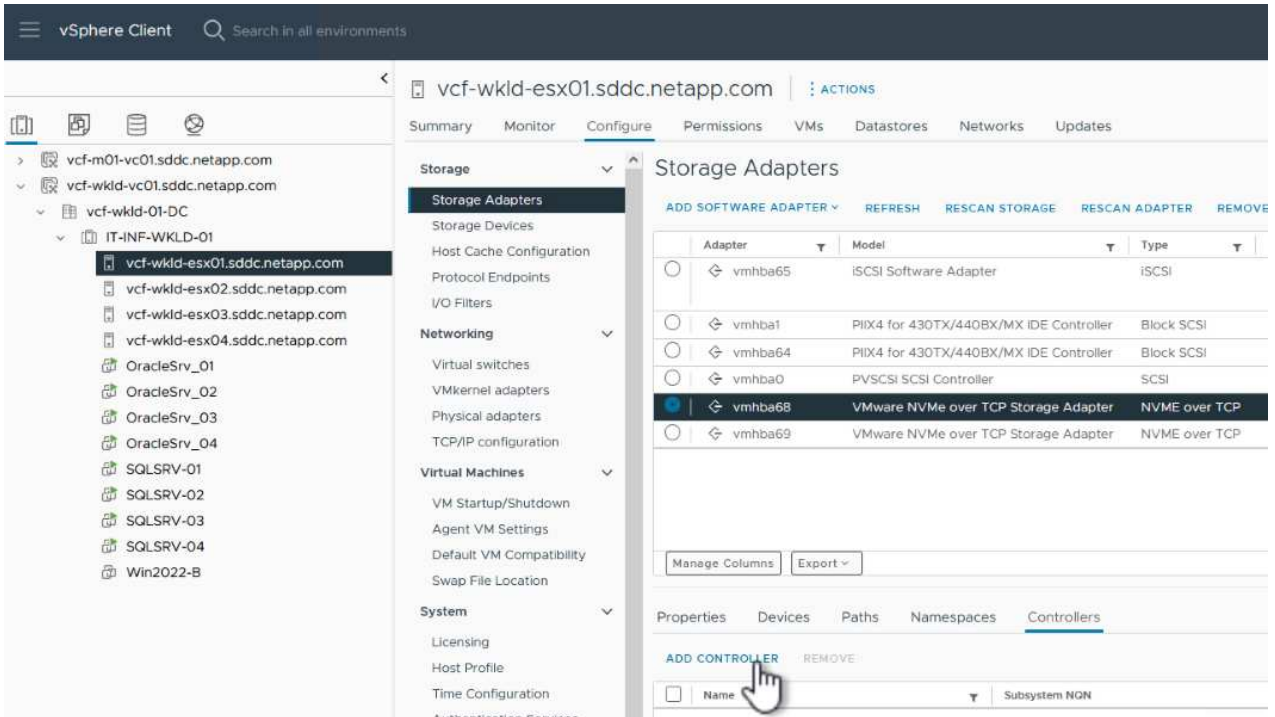 vSphere Client Search in all environments
vcf-wkld-esx01.sddc.netapp.com ACTIONS
Summary Monitor Configure Permissions VMs Datastores Networks Updates
vcf-m01-vc01.sddc.netapp.com
vcf-wkld-vc01.sddc.netapp.com
vcf-wkld-01-DC
IT-INF-WKLD-01
vcf-wkld-esx01.sddc.netapp.com
vcf-wkld-esx02.sddc.netapp.com
vcf-wkld-esx03.sddc.netapp.com
vcf-wkld-esx04.sddc.netapp.com
OracleSrv_01
OracleSrv_02
OracleSrv_03
OracleSrv_04
SQLSRV-01
SQLSRV-02
SQLSRV-03
SQLSRV-04
Win2022-B
Storage
Storage Adapters
Storage Devices
Host Cache Configuration
Protocol Endpoints
I/O Filters
Networking
Virtual switches
VMkernel adapters
Physical adapters
TCP/IP configuration
Virtual Machines
VM Startup/Shutdown
Agent VM Settings
Default VM Compatibility
Swap File Location
System
Licensing
Host Profile
Time Configuration
Authentication Services
Storage Adapters
ADD SOFTWARE ADAPTER REFRESH RESCAN STORAGE RESCAN ADAPTER REMOVE
Adapter Model Type
vmhba65 iSCSI Software Adapter iSCSI
vmhba1 PIIX4 for 430TX/440BX/MX IDE Controller Block SCSI
vmhba64 PIIX4 for 430TX/440BX/MX IDE Controller Block SCSI
vmhba0 PVSCSI SCSI Controller SCSI
vmhba68 VMware NVMe over TCP Storage Adapter NVME over TCP
vmhba69 VMware NVMe over TCP Storage Adapter NVME over TCP
Manage Columns Export
Properties Devices Paths Namespaces Controllers
ADD CONTROLLER REMOVE
Name Subsystem NQN